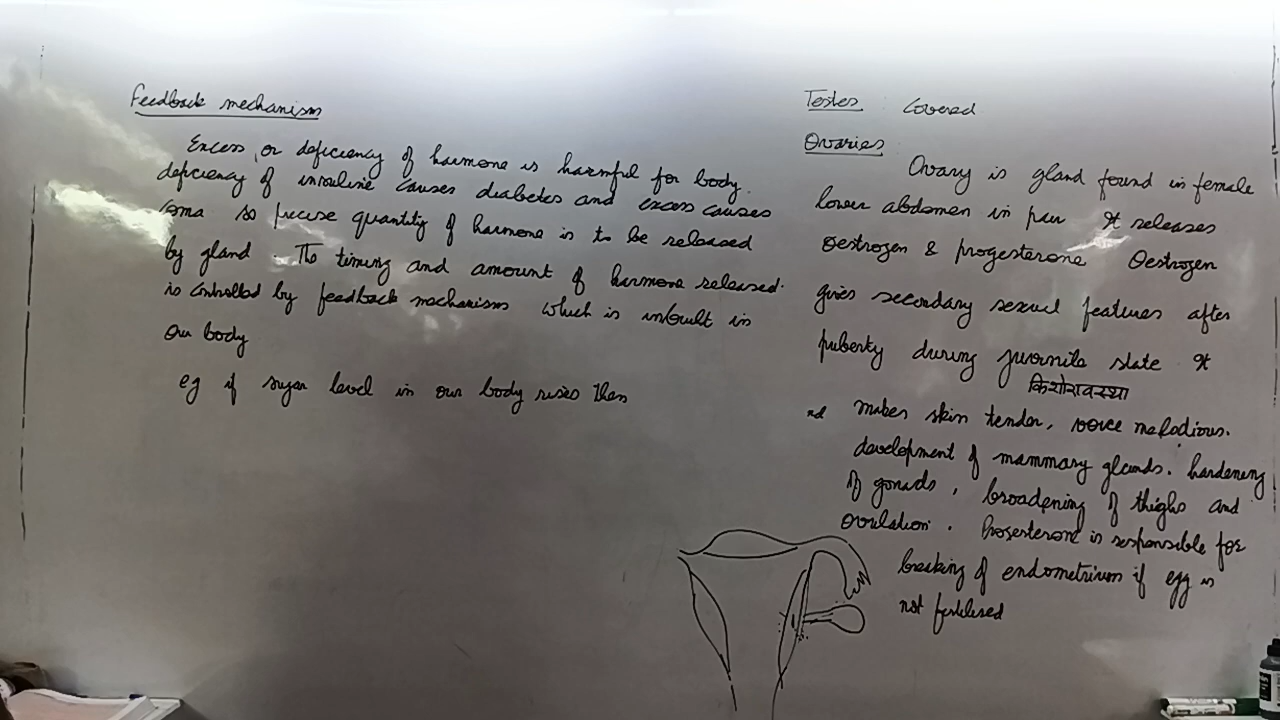 Feedback mechanism
Excess, or deficiency of harmone is harmful for body.
deficiency of insuline causes diabetes and excess causes
coma so precise quantity of harmone is to be released
by gland. The timing and amount of harmone released.
is controlled by feedback mechanism which is inbuilt in
our body
eg if sugar level in our body rises then
Testes : Covered
Ovaries
Ovary is gland found in female
lower abdomen in pair It releases
oestrogen & progesterone Oestrogen
gives secondary sexual features after
puberty during juvenile state It
किशोरावस्था
makes skin tender, voice melodious.
development of mammary glands. hardening
of gonads, broadening of thighs and
ovulation. Progesterone is responsible for
breaking of endometrium if egg is
not fertilised